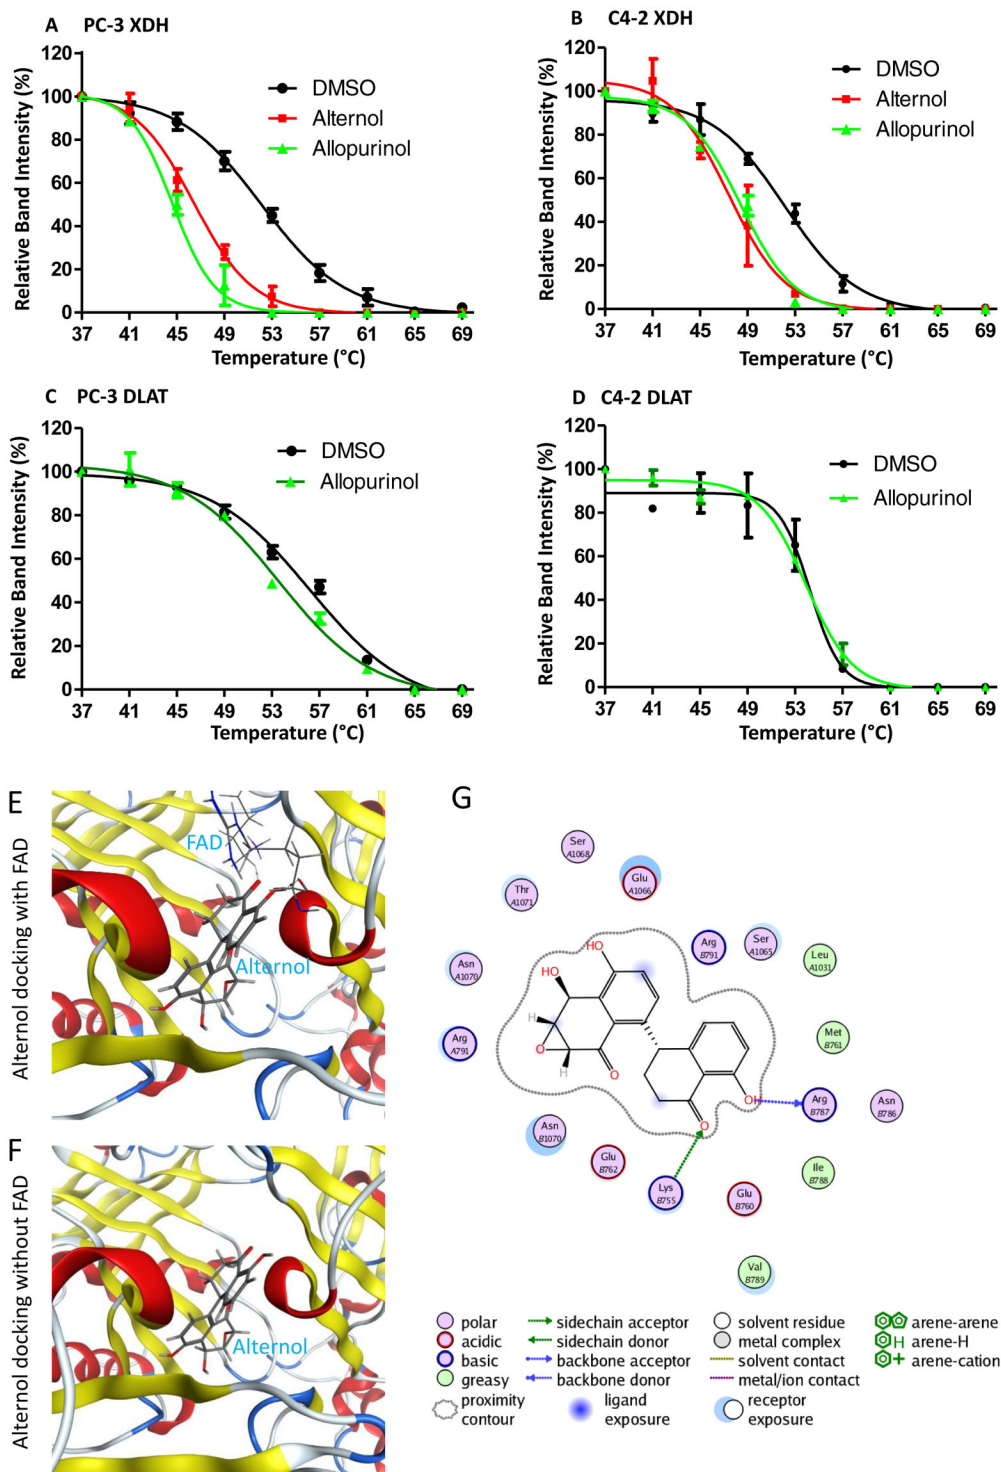 A PC-3 XDH
Relative Band Intensity (%)
120
100
80
60
40
20
0
37 41 45 49 53 57 61 65 69
Temperature (°C)
DMSO
Alternol
Allopurinol
B C4-2 XDH
Relative Band Intensity (%)
120
100
80
60
40
20
0
37 41 45 49 53 57 61 65 69
Temperature (°C)
DMSO
Alternol
Allopurinol
C PC-3 DLAT
Relative Band Intensity (%)
120
100
80
60
40
20
0
37 41 45 49 53 57 61 65 69
Temperature (°C)
DMSO
Allopurinol
D C4-2 DLAT
Relative Band Intensity (%)
120
100
80
60
40
20
0
37 41 45 49 53 57 61 65 69
Temperature (°C)
DMSO
Allopurinol
E
Alternol docking with FAD
FAD
Alternol
F
Alternol docking without FAD
Alternol
G
Ser
A1068
Glu
A1066
Thr
A1071
Arg
B791
Ser
A1065
Leu
A1031
Asn
A1070
Met
B761
Arg
A791
Arg
B787
Asn
B786
Asn
B1070
Glu
B762
Lys
B755
Glu
B760
Ile
B788
Val
B789
HO
HO
H
O
H
O
O
OH
polar
acidic
basic
greasy
proximity
contour
sidechain acceptor
sidechain donor
backbone acceptor
backbone donor
ligand
exposure
solvent residue
metal complex
solvent contact
metal/ion contact
receptor
exposure
arene-arene
H arene-H
+ arene-cation